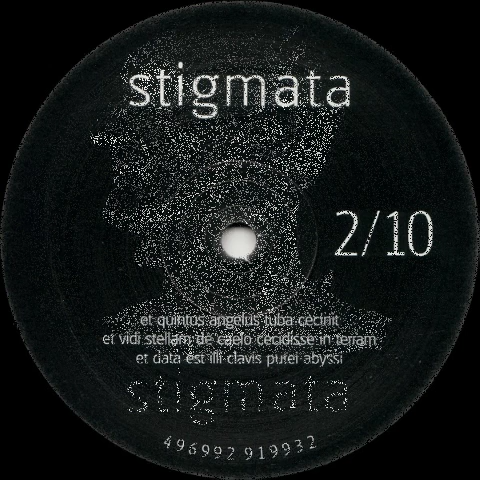 stigmata
2/10
et quintus angelus tuba cecinit
et vidi stellam de caelo cecidisse in terram
et data est illi clavis putei abyssi
stigmata
496992 919932